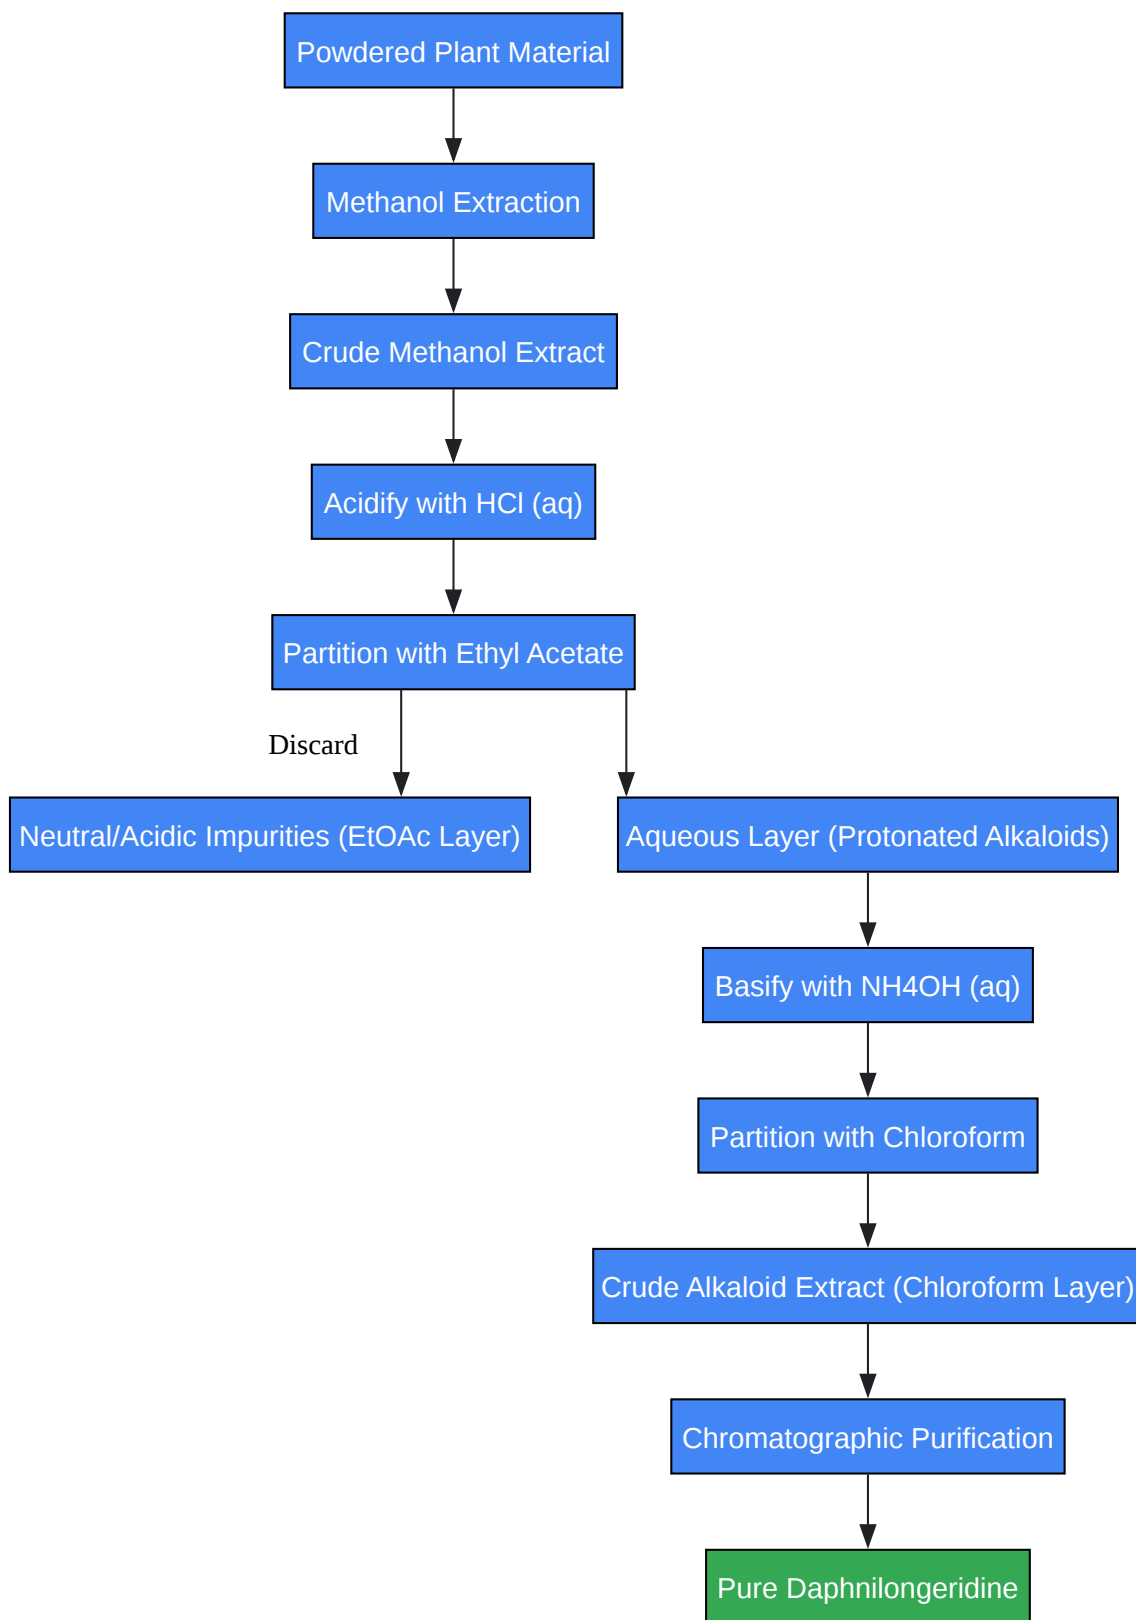 Powdered Plant Material
Methanol Extraction
Crude Methanol Extract
Acidify with HCl (aq)
Partition with Ethyl Acetate
Discard
Neutral/Acidic Impurities (EtOAc Layer)
Aqueous Layer (Protonated Alkaloids)
Basify with NH4OH (aq)
Partition with Chloroform
Crude Alkaloid Extract (Chloroform Layer)
Chromatographic Purification
Pure Daphnilongeridine